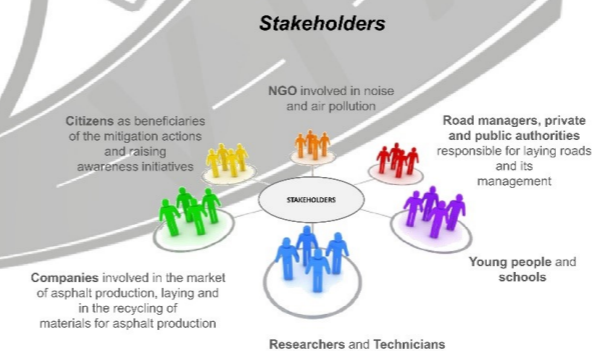 Stakeholders
NGO involved in noise
and air pollution
Citizens as beneficiaries
of the mitigation actions
and raising
awareness initiatives
Road managers, private
and public authorities
responsible for laying roads
and its
management
STAKEHOLDERS
Young people and
schools
Companies involved in the market
of asphalt production, laying and
in the recycling of
materials for asphalt production
Researchers and Technicians